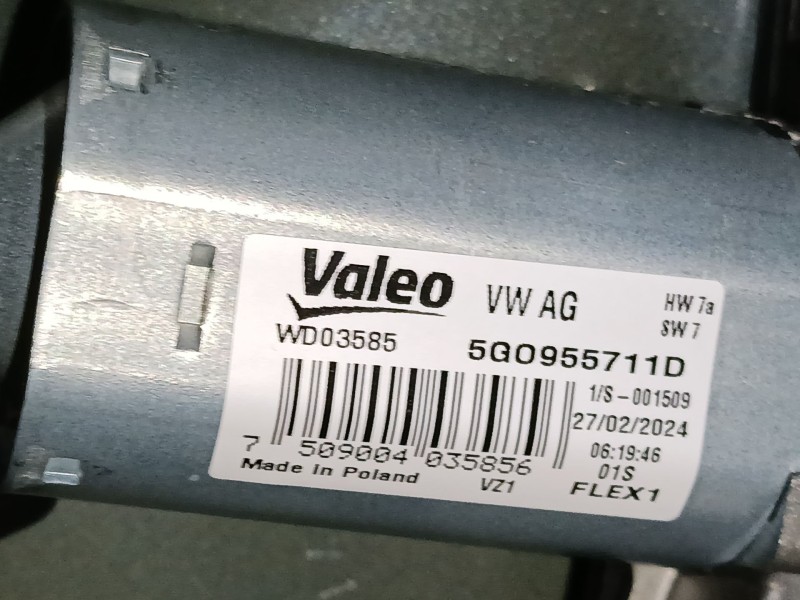 Valeo VW AG HW 7a
SW 7
WD03585 5G0955711D
1/S-001509
27/02/2024
06:19:46
7 509004 035856 01S
Made In Poland VZ1 FLEX1